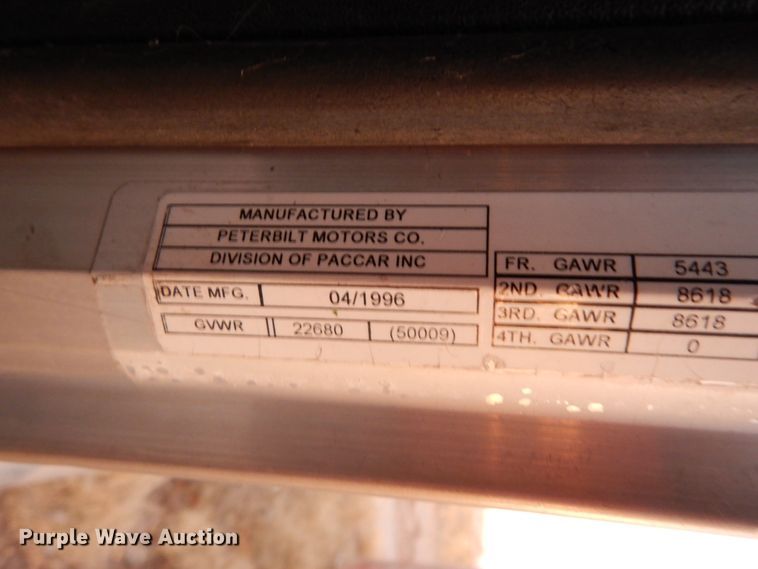 MANUFACTURED BY
PETERBILT MOTORS CO.
DIVISION OF PACCAR INC
DATE MFG. 04/1996
GVWR 22680 (50009)
FR. GAWR 5443
2ND. GAWR 8618
3RD. GAWR 8618
4TH. GAWR 0
Purple Wave Auction